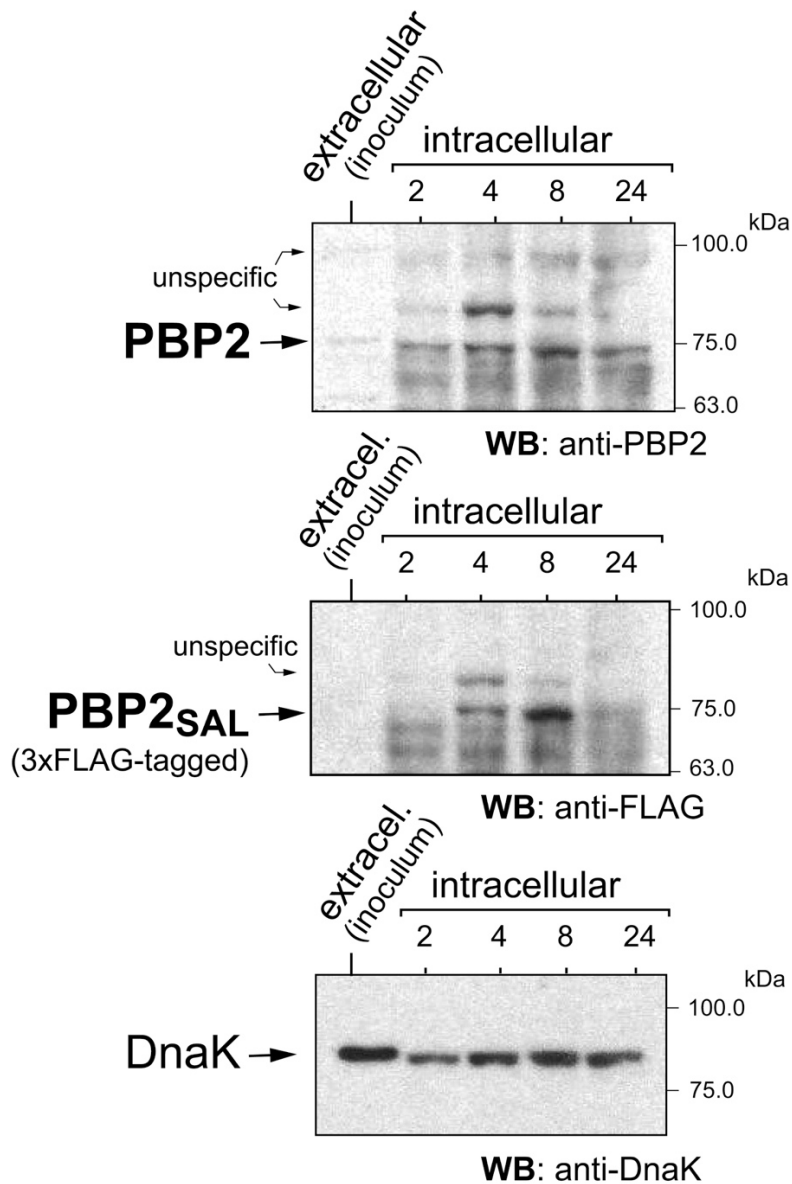 extracellular
(inoculum)
intracellular
2 4 8 24
kDa
100.0
unspecific
PBP2
75.0
63.0
WB: anti-PBP2
extracel.
(inoculum)
intracellular
2 4 8 24
kDa
100.0
unspecific
PBP2SAL
75.0
(3xFLAG-tagged)
63.0
WB: anti-FLAG
extracel.
(inoculum)
intracellular
2 4 8 24
kDa
100.0
DnaK
75.0
WB: anti-DnaK